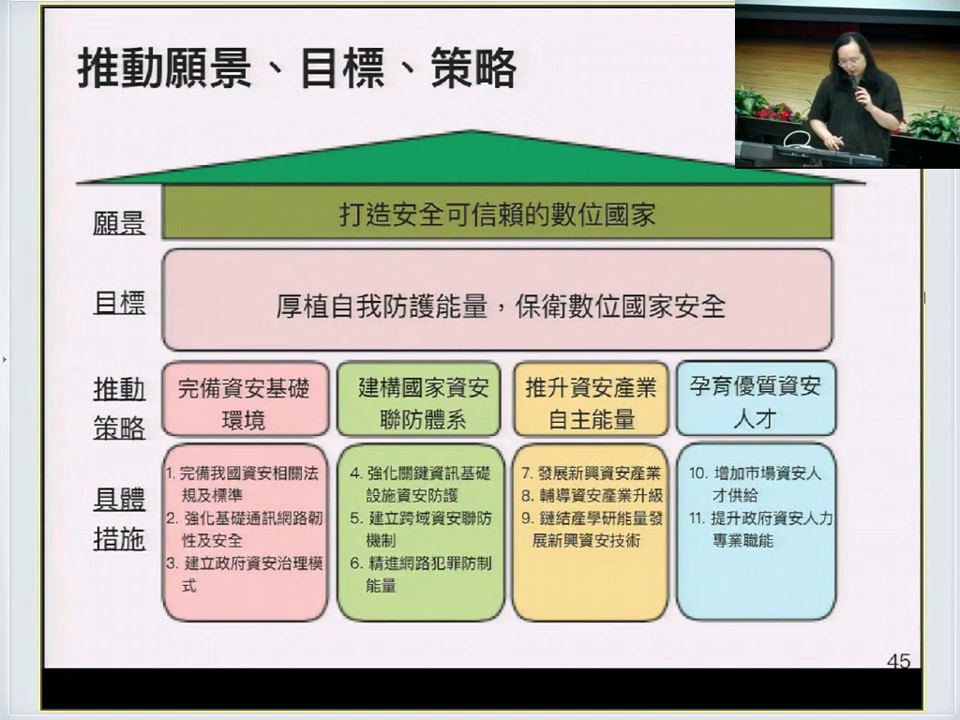 推動願景、目標、策略
願景
打造安全可信賴的數位國家
目標
厚植自我防護能量，保衛數位國家安全
推動
策略
完備資安基礎
環境
建構國家資安
聯防體系
推升資安產業
自主能量
孕育優質資安
人才
具體
措施
1. 完備我國資安相關法
規及標準
2. 強化基礎通訊網路韌
性及安全
3. 建立政府資安治理模
式
4. 強化關鍵資訊基礎
設施資安防護
5. 建立跨域資安聯防
機制
6. 精進網路犯罪防制
能量
7. 發展新興資安產業
8. 輔導資安產業升級
9. 鏈結產學研能量發
展新興資安技術
10. 增加市場資安人
才供給
11. 提升政府資安人力
專業職能
45